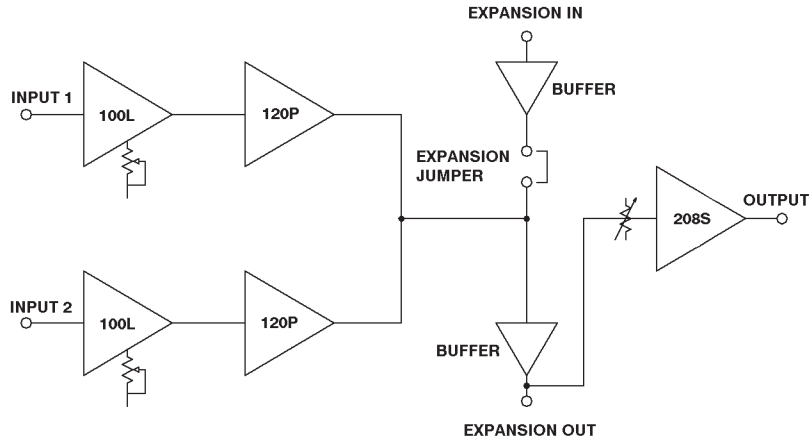 EXPANSION IN
BUFFER
INPUT 1
100L
120P
EXPANSION
JUMPER
208S
OUTPUT
INPUT 2
100L
120P
BUFFER
EXPANSION OUT